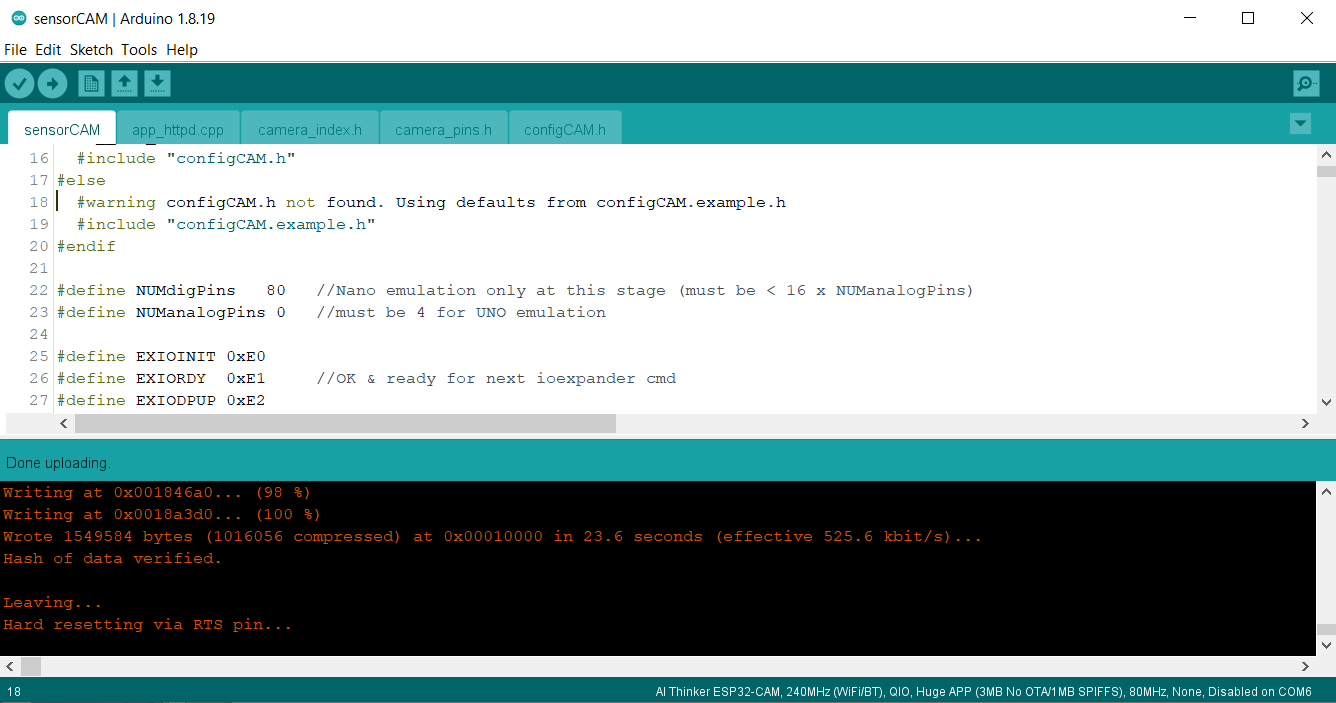 sensorCAM | Arduino 1.8.19
File Edit Sketch Tools Help
sensorCAM app_httpd.cpp camera_index.h camera_pins.h configCAM.h
16 #include "configCAM.h"
17 #else
18 #warning configCAM.h not found. Using defaults from configCAM.example.h
19 #include "configCAM.example.h"
20 #endif
21
22 #define NUMdigPins 80 //Nano emulation only at this stage (must be < 16 x NUManalogPins)
23 #define NUManalogPins 0 //must be 4 for UNO emulation
24
25 #define EXIOINIT 0xE0
26 #define EXIORDY 0xE1 //OK & ready for next ioexpander cmd
27 #define EXIODPUP 0xE2
Done uploading.
Writing at 0x001846a0... (98 %)
Writing at 0x0018a3d0... (100 %)
Wrote 1549584 bytes (1016056 compressed) at 0x00010000 in 23.6 seconds (effective 525.6 kbit/s)...
Hash of data verified.
Leaving...
Hard resetting via RTS pin...
18 AI Thinker ESP32-CAM, 240MHz (WiFi/BT), QIO, Huge APP (3MB No OTA/1MB SPIFFS), 80MHz, None, Disabled on COM6